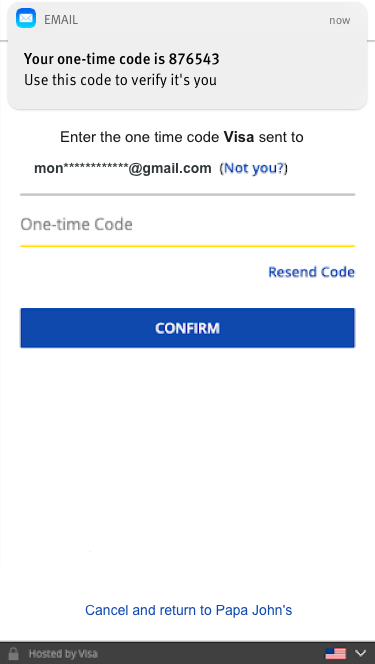 EMAIL now
Your one-time code is 876543
Use this code to verify it's you
Enter the one time code Visa sent to
mon************@gmail.com (Not you?)
One-time Code
Resend Code
CONFIRM
Cancel and return to Papa John's
Hosted by Visa